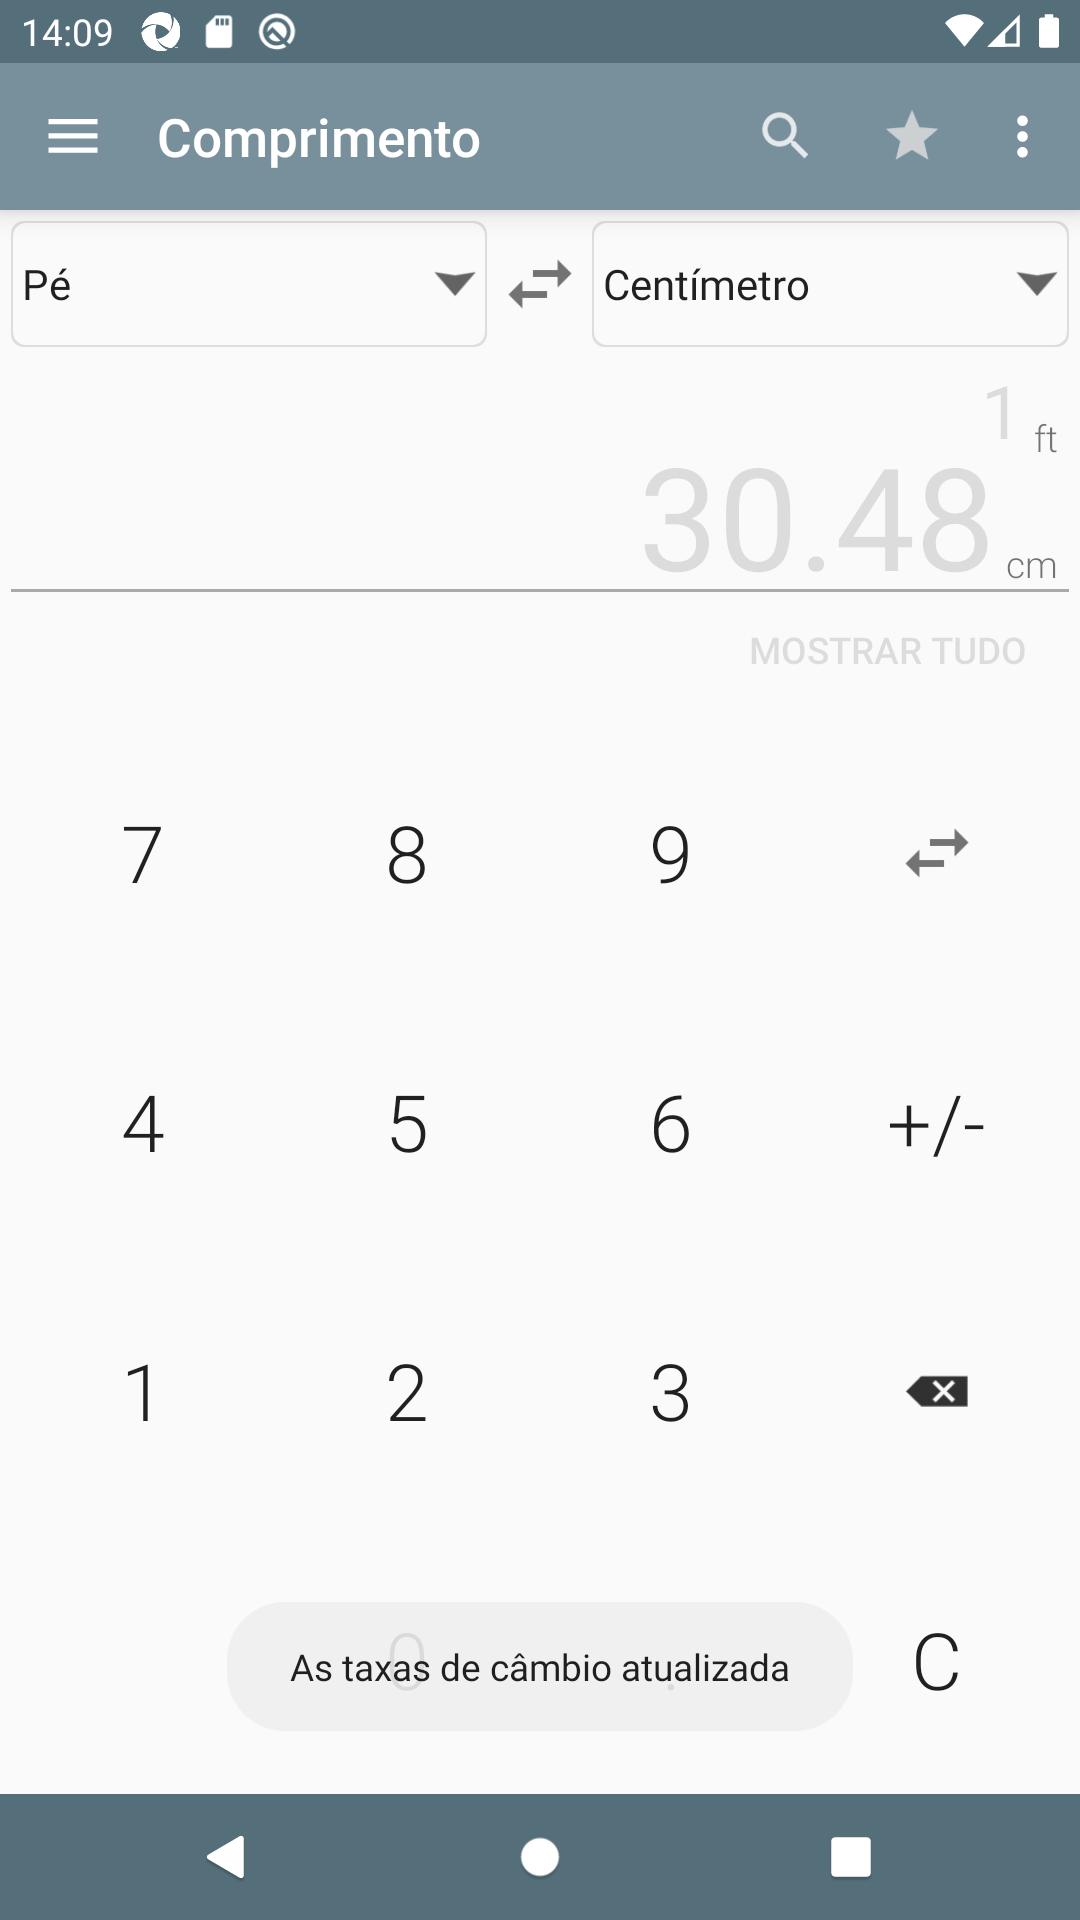 14:09
Comprimento
Pé
Centímetro
1 ft
30.48 cm
MOSTRAR TUDO
7 8 9
4 5 6 +/-
1 2 3
0 . C
As taxas de câmbio atualizada